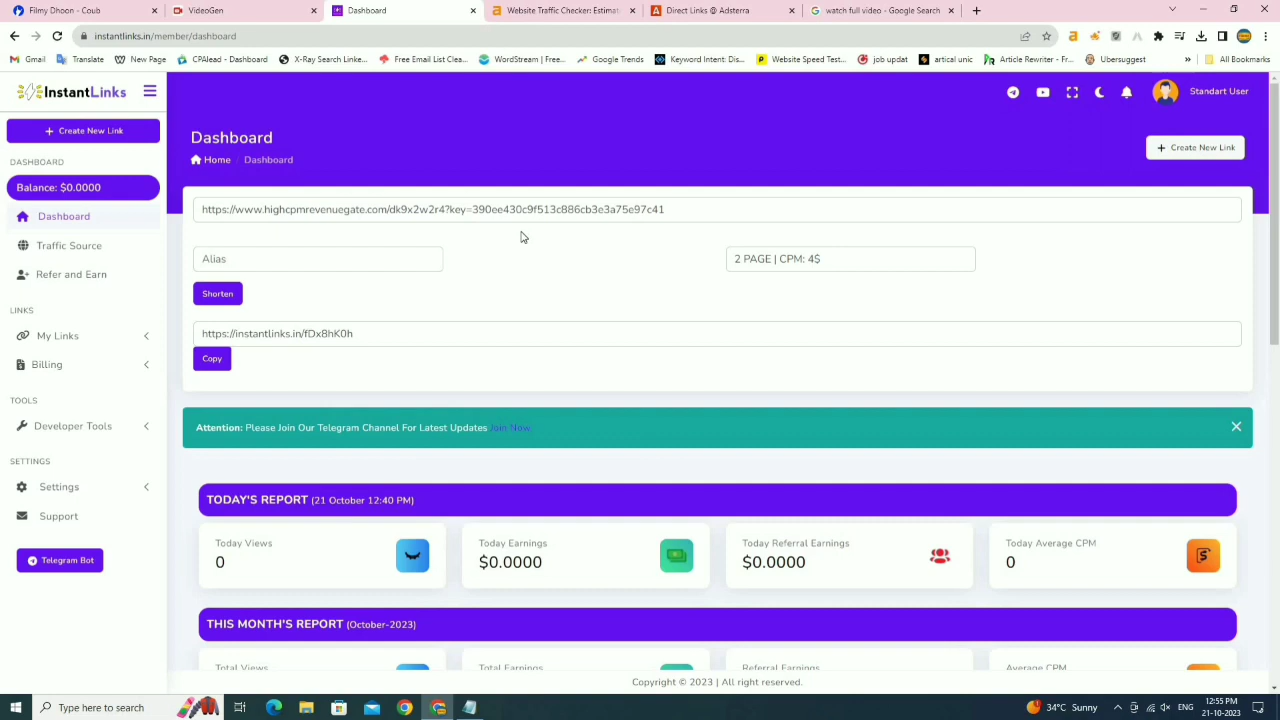 Filmy Dhoon - Coub
VideoGen
Dashboard
Website Traffic Checker: Estimat
Direct Links @ Adsterra
watch full video - Google Search
instantlinks.in/member/dashboard
Gmail
Translate
New Page
CPAlead - Dashboard
X-Ray Search Linke...
Free Email List Clea...
WordStream | Free...
Google Trends
Keyword Intent: Dis...
Website Speed Test...
job updat
artical unic
Article Rewriter - Fr...
Ubersuggest
All Bookmarks
InstantLinks
Standart User
Create New Link
DASHBOARD
Balance: $0.0000
Dashboard
Traffic Source
Refer and Earn
LINKS
My Links
Billing
TOOLS
Developer Tools
SETTINGS
Settings
Support
Telegram Bot
Dashboard
Home / Dashboard
Create New Link
https://www.highcpmrevenuegate.com/dk9x2w2r4?key=390ee430c9f513c886cb3e3a75e97c41
Alias
2 PAGE | CPM: 4$
Shorten
https://instantlinks.in/fDx8hK0h
Copy
Attention: Please Join Our Telegram Channel For Latest Updates Join Now
TODAY'S REPORT (21 October 12:40 PM)
Today Views
0
Today Earnings
$0.0000
Today Referral Earnings
$0.0000
Today Average CPM
0
THIS MONTH'S REPORT (October-2023)
Total Views
Total Earnings
Referral Earnings
Average CPM
Copyright © 2023 | All right reserved.
Type here to search
34°C Sunny
ENG
12:55 PM
21-10-2023